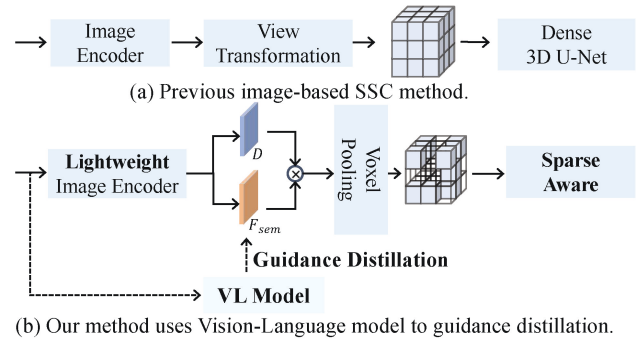 Image
Encoder
View
Transformation
Dense
3D U-Net
(a) Previous image-based SSC method.
Lightweight
Image Encoder
D
F_sem
Voxel
Pooling
Sparse
Aware
Guidance Distillation
VL Model
(b) Our method uses Vision-Language model to guidance distillation.